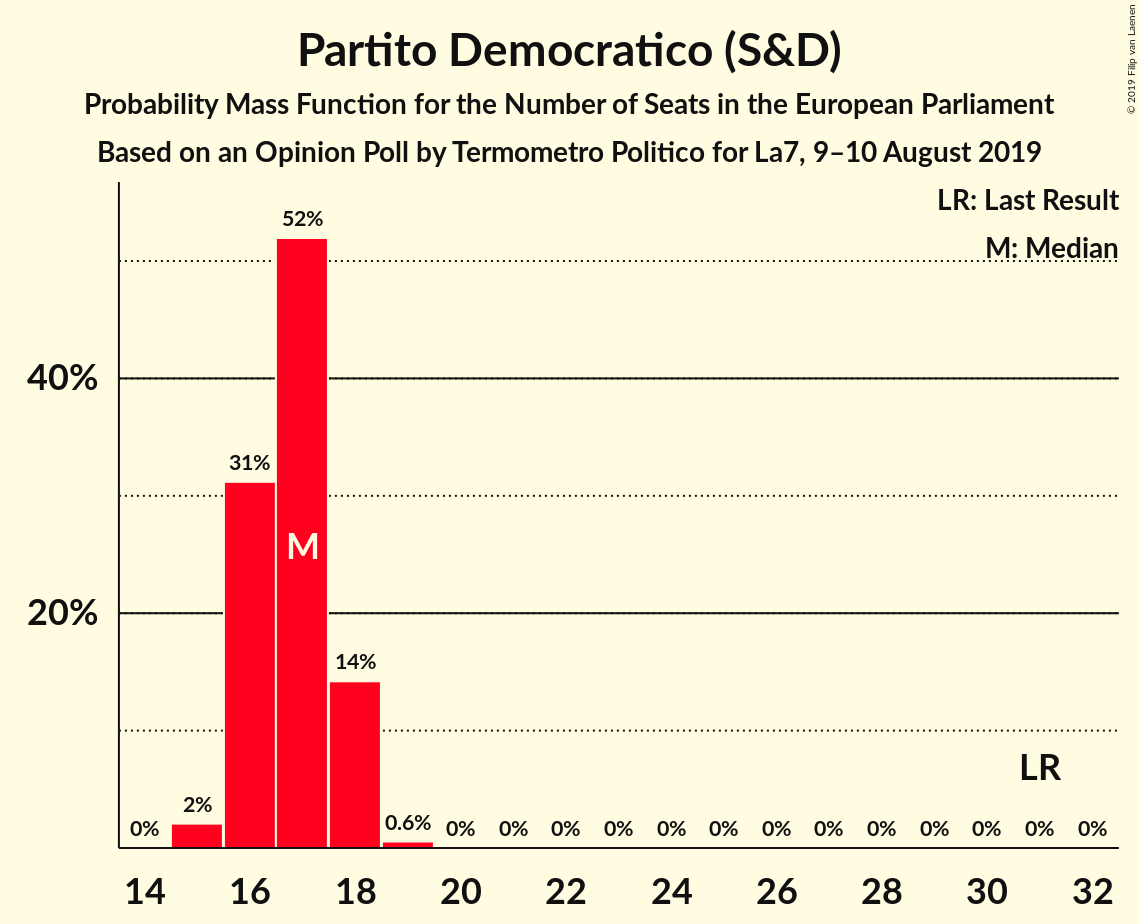 Partito Democratico (S&D)
Probability Mass Function for the Number of Seats in the European Parliament
Based on an Opinion Poll by Termometro Politico for La7, 9–10 August 2019
© 2019 Filip van Laenen
LR: Last Result
M: Median
40%
20%
0%
2%
31%
52%
M
14%
0.6%
0%
0%
0%
0%
0%
0%
0%
0%
0%
0%
0%
0%
0%
LR
14 16 18 20 22 24 26 28 30 32